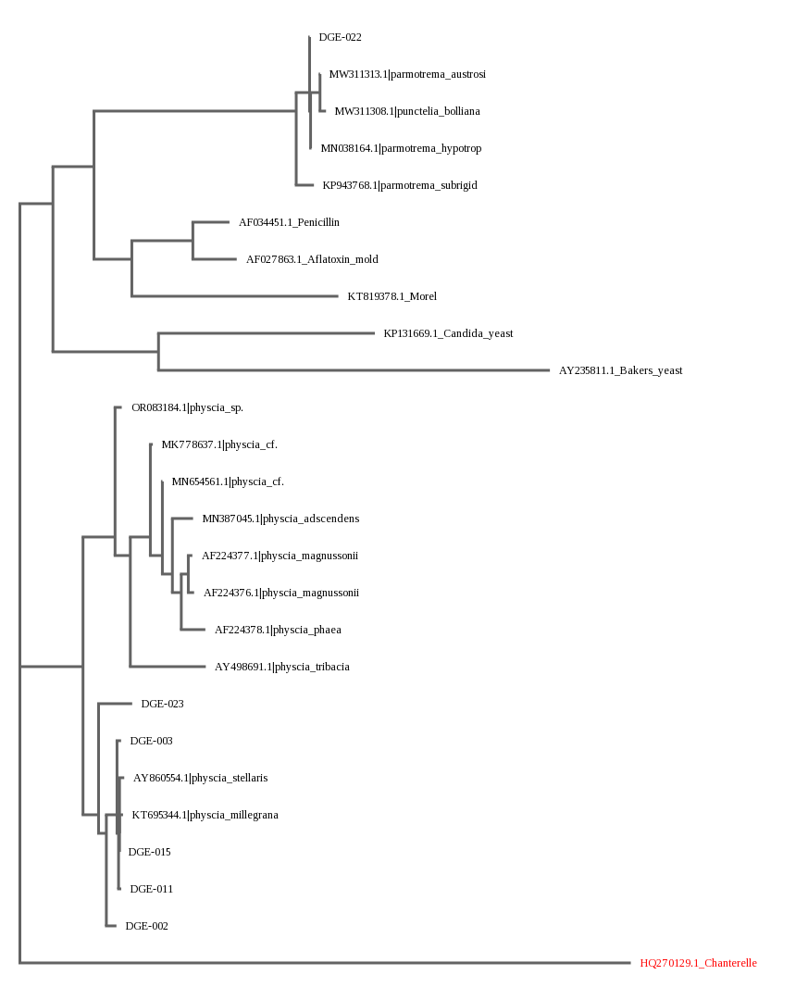 DGE-022
MW311313.1|parmotrema_austrosi
MW311308.1|punctelia_bolliana
MN038164.1|parmotrema_hypotrop
KP943768.1|parmotrema_subrigid
AF034451.1_Penicillin
AF027863.1_Aflatoxin_mold
KT819378.1_Morel
KP131669.1_Candida_yeast
AY235811.1_Bakers_yeast
OR083184.1|physcia_sp.
MK778637.1|physcia_cf.
MN654561.1|physcia_cf.
MN387045.1|physcia_adscendens
AF224377.1|physcia_magnussonii
AF224376.1|physcia_magnussonii
AF224378.1|physcia_phaea
AY498691.1|physcia_tribacia
DGE-023
DGE-003
AY860554.1|physcia_stellaris
KT695344.1|physcia_millegrana
DGE-015
DGE-011
DGE-002
HQ270129.1_Chanterelle